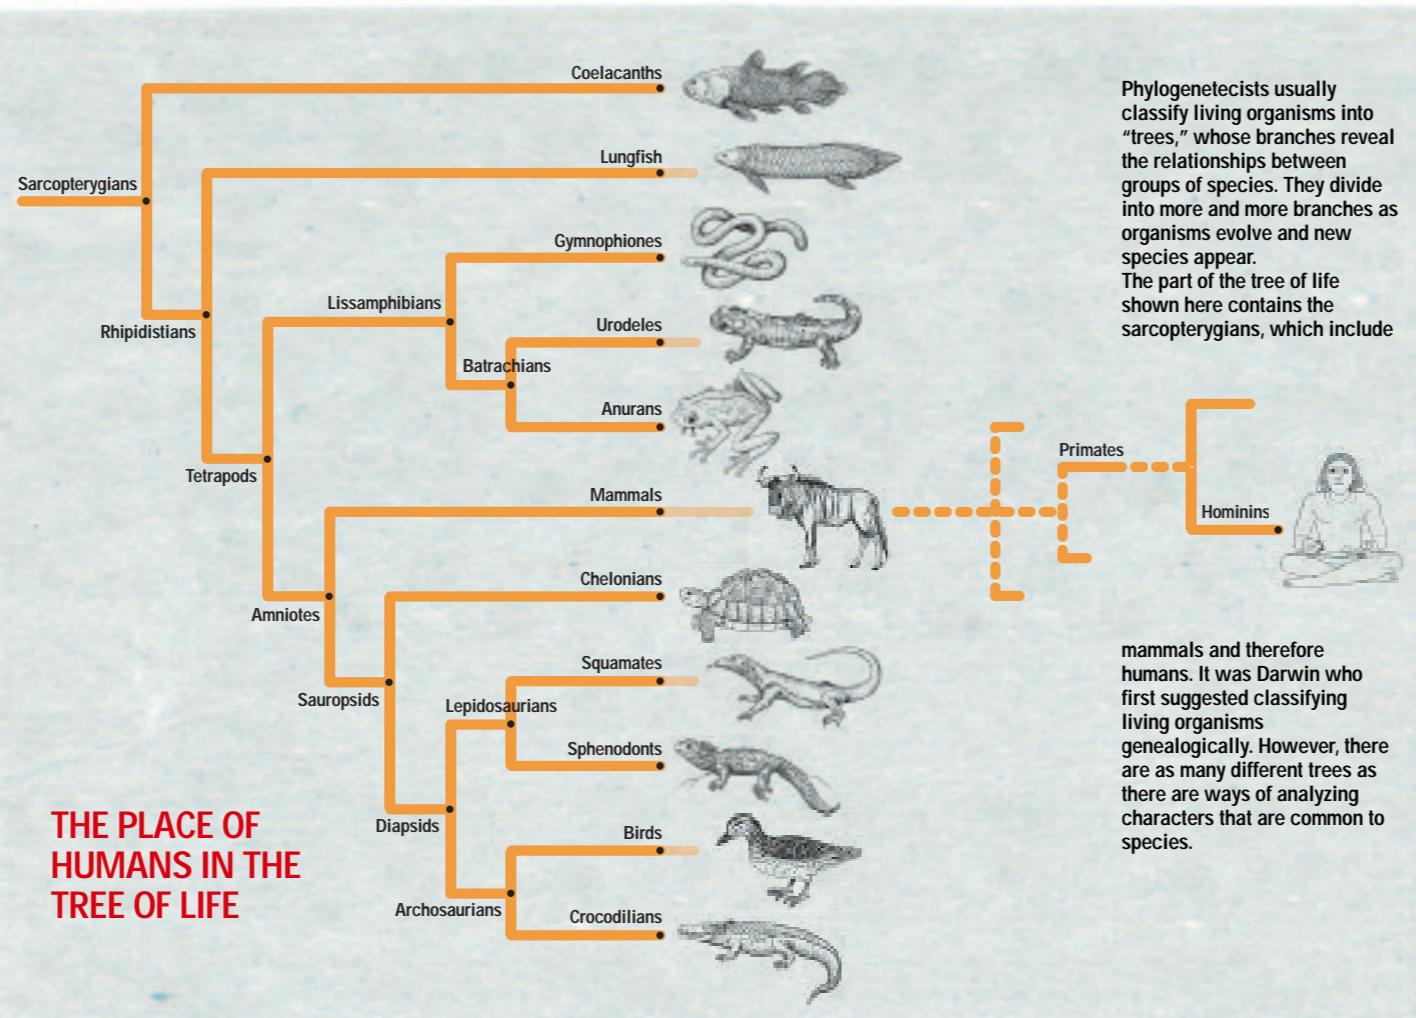 Coelacanths
Lungfish
Sarcopterygians
Gymnophiones
Lissamphibians
Urodeles
Rhipidistians
Batrachians
Anurans
Tetrapods
Mammals
Primates
Hominins
Chelonians
Amniotes
Squamates
Sauropsids
Lepidosaurians
Sphenodonts
Diapsids
Birds
Archosaurians
Crocodilians
THE PLACE OF
HUMANS IN THE
TREE OF LIFE
Phylogenetecists usually
classify living organisms into
“trees,” whose branches reveal
the relationships between
groups of species. They divide
into more and more branches as
organisms evolve and new
species appear.
The part of the tree of life
shown here contains the
sarcopterygians, which include
mammals and therefore
humans. It was Darwin who
first suggested classifying
living organisms
genealogically. However, there
are as many different trees as
there are ways of analyzing
characters that are common to
species.